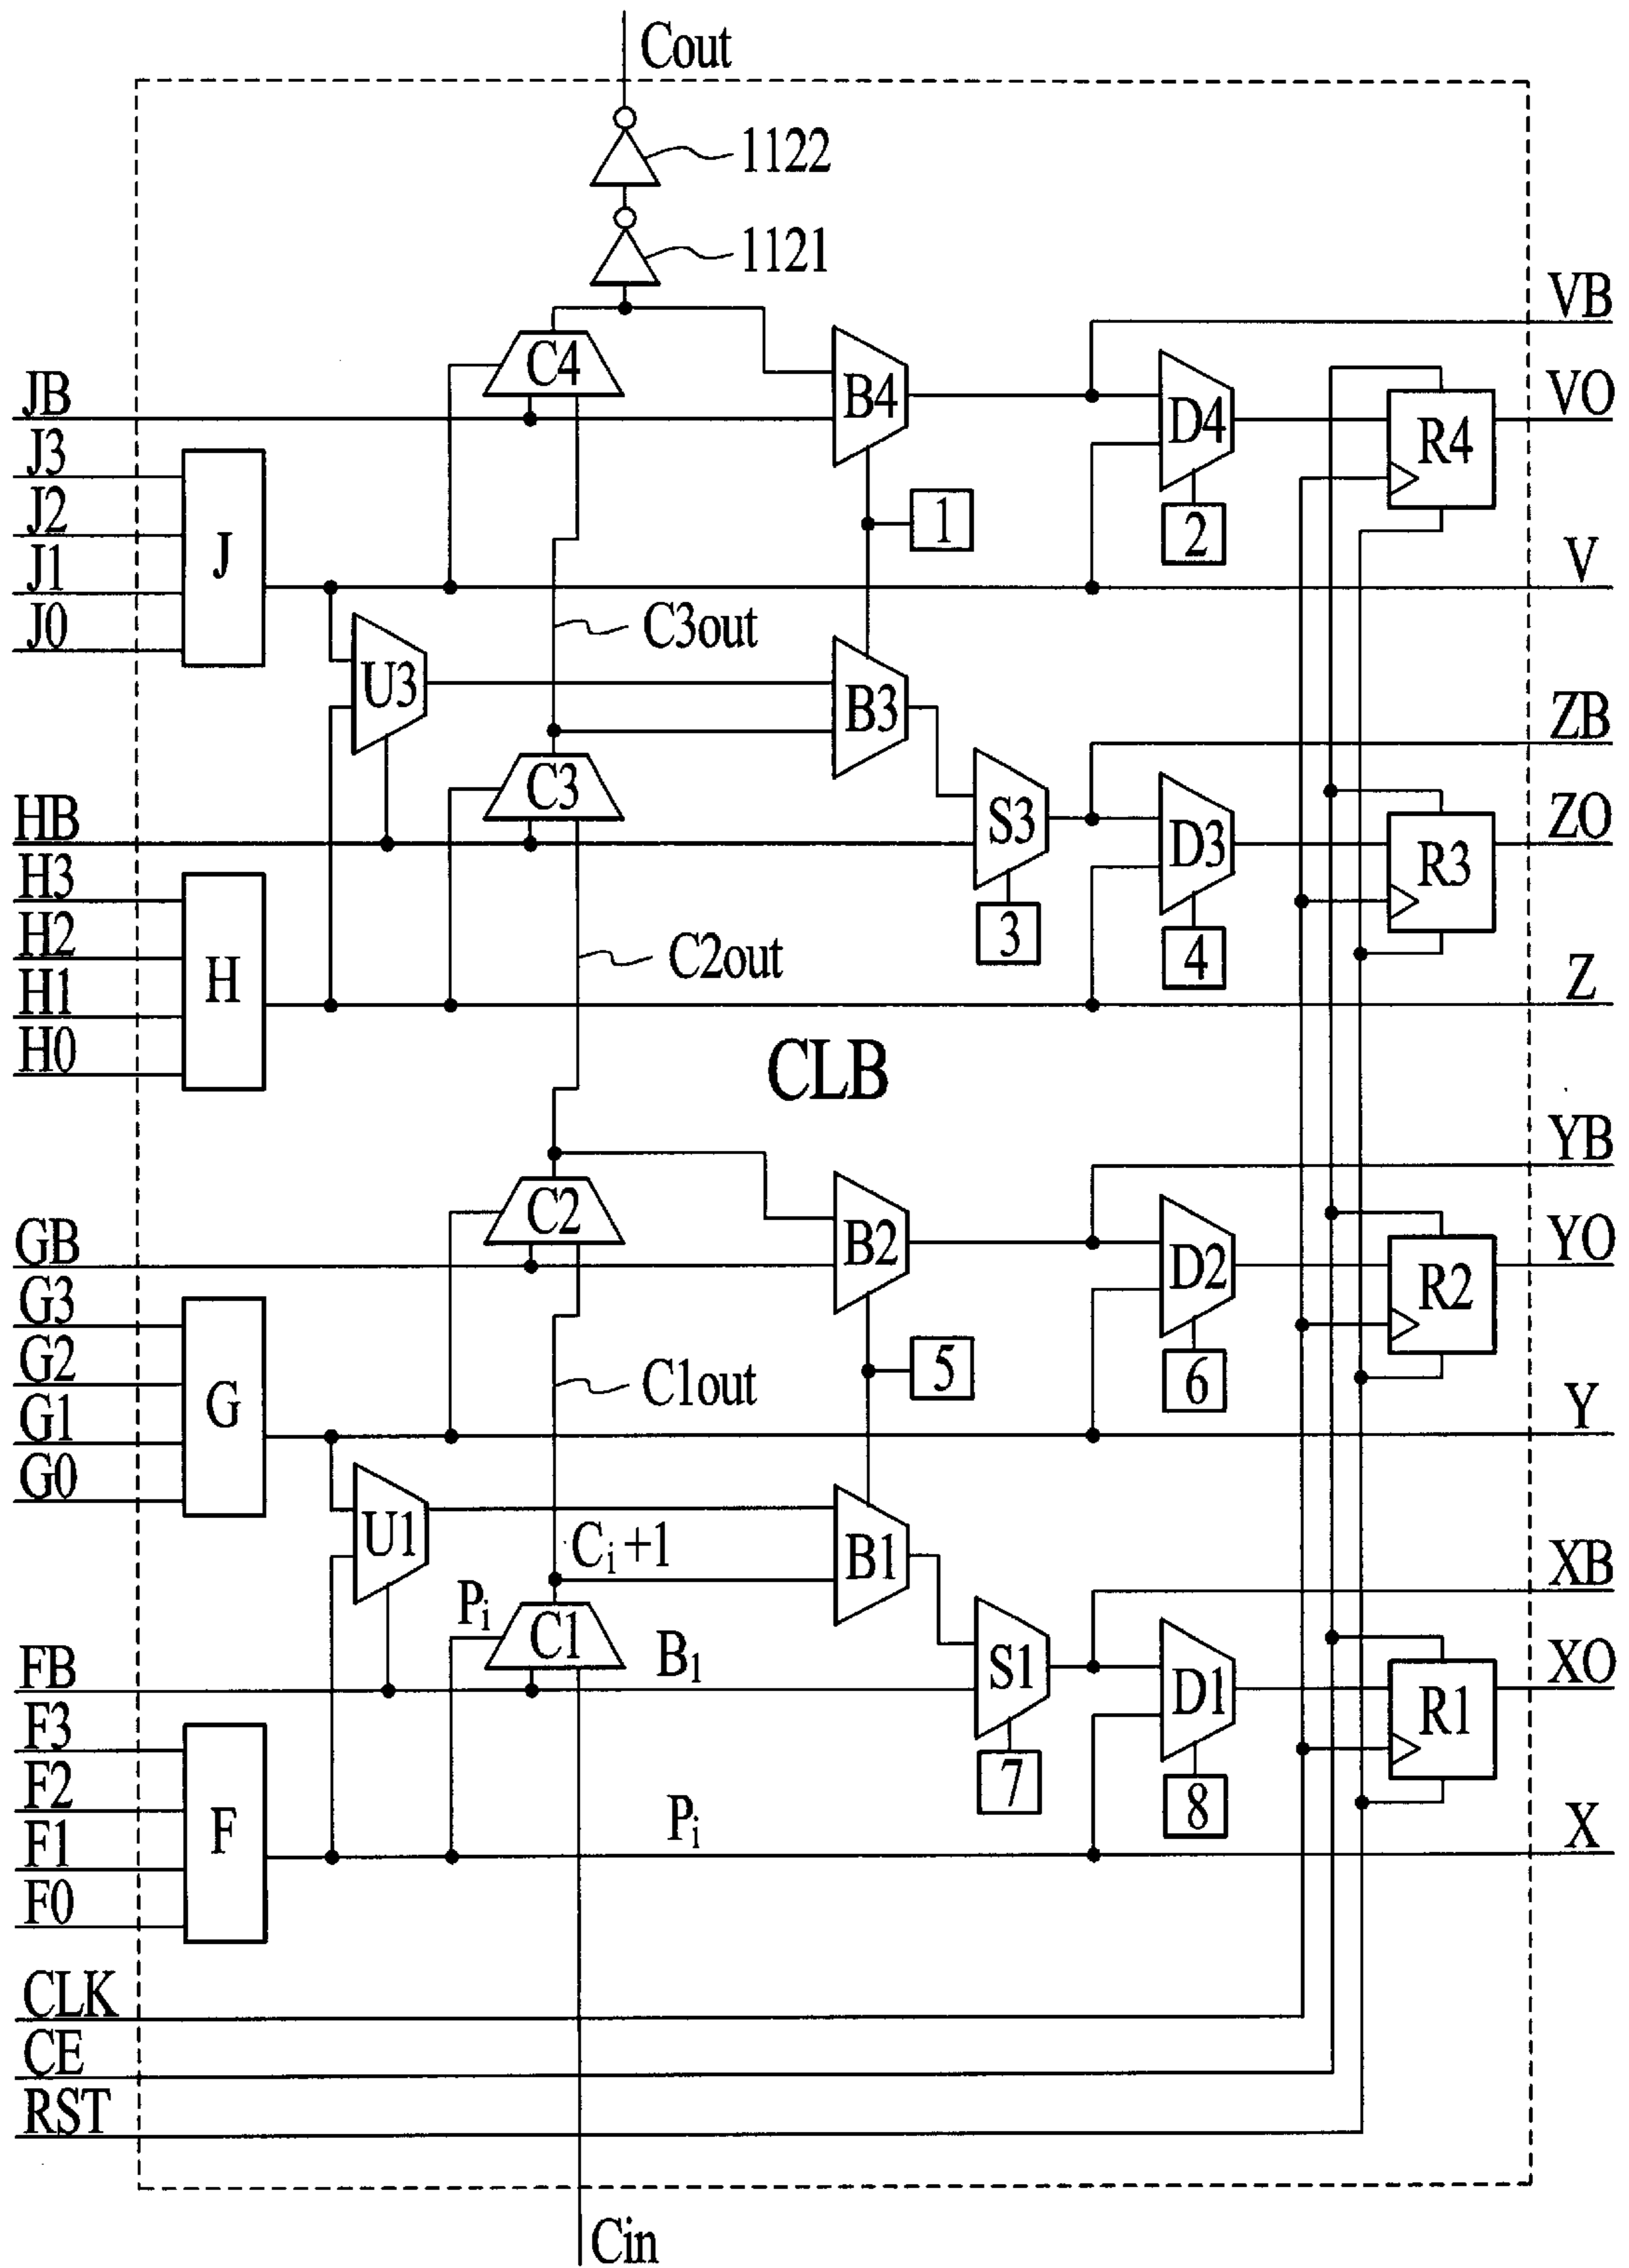 Cout
1122
1121
VB
C4
JB
B4
D4
VO
R4
J3
J2
1
2
J
J1
V
J0
C3out
U3
B3
ZB
C3
HB
S3
D3
ZO
R3
H3
H2
3
4
C2out
H
H1
Z
H0
CLB
YB
C2
GB
B2
D2
YO
R2
G3
G2
5
6
C1out
G
G1
Y
G0
U1
Ci+1
B1
XB
Pi
C1
FB
B1
S1
D1
XO
R1
F3
F2
7
8
F
F1
Pi
X
F0
CLK
CE
RST
Cin